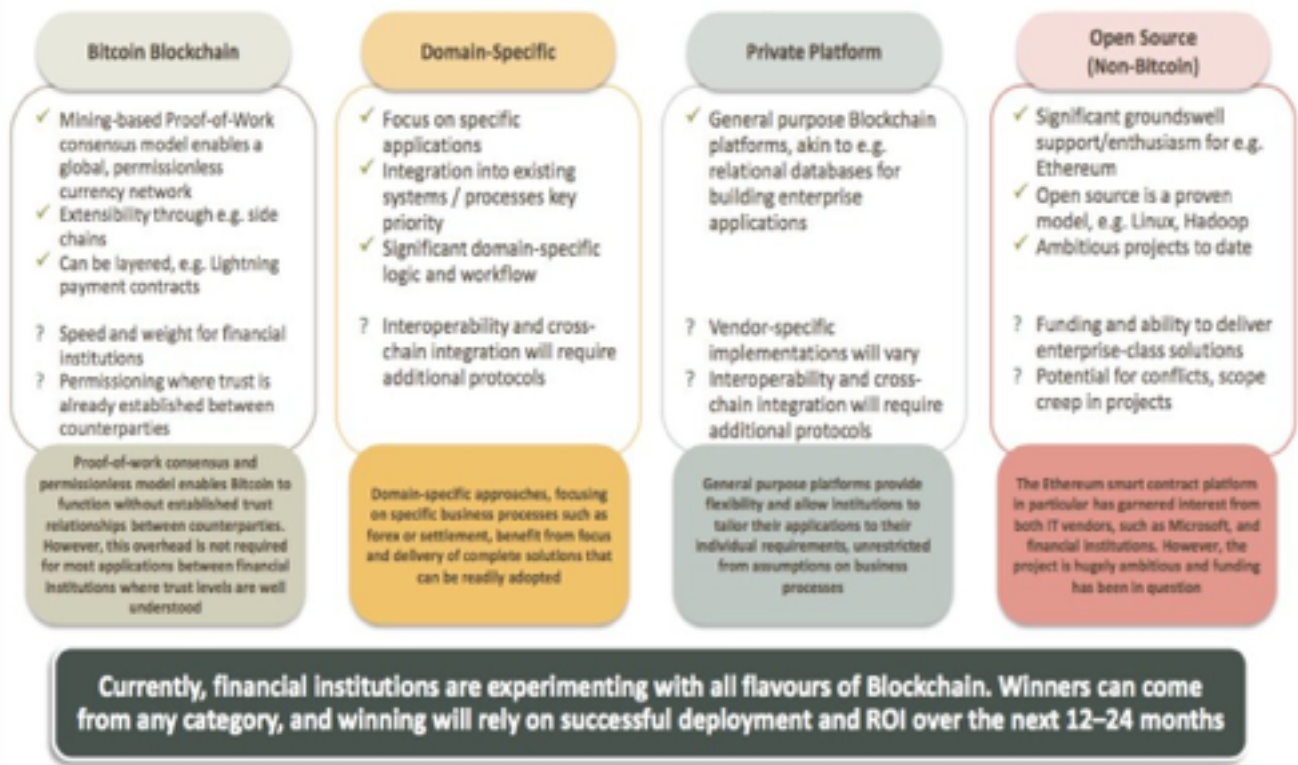 Bitcoin Blockchain
✓ Mining-based Proof-of-Work
consensus model enables a
global, permissionless
currency network
✓ Extensibility through e.g. side
chains
✓ Can be layered, e.g. Lightning
payment contracts
? Speed and weight for financial
institutions
? Permissioning where trust is
already established between
counterparties
Proof-of-work consensus and
permissionless model enables Bitcoin to
function without established trust
relationships between counterparties.
However, this overhead is not required
for most applications between financial
institutions where trust levels are well
understood
Domain-Specific
✓ Focus on specific
applications
✓ Integration into existing
systems / processes key
priority
✓ Significant domain-specific
logic and workflow
? Interoperability and cross-
chain integration will require
additional protocols
Domain-specific approaches, focusing
on specific business processes such as
forex or settlement, benefit from focus
and delivery of complete solutions that
can be readily adopted
Private Platform
✓ General purpose Blockchain
platforms, akin to e.g.
relational databases for
building enterprise
applications
? Vendor-specific
implementations will vary
? Interoperability and cross-
chain integration will require
additional protocols
General purpose platforms provide
flexibility and allow institutions to
tailor their applications to their
individual requirements, unrestricted
from assumptions on business
processes
Open Source
(Non-Bitcoin)
✓ Significant groundswell
support/enthusiasm for e.g.
Ethereum
✓ Open source is a proven
model, e.g. Linux, Hadoop
✓ Ambitious projects to date
? Funding and ability to deliver
enterprise-class solutions
? Potential for conflicts, scope
creep in projects
The Ethereum smart contract platform
in particular has garnered interest from
both IT vendors, such as Microsoft, and
financial institutions. However, the
project is hugely ambitious and funding
has been in question
Currently, financial institutions are experimenting with all flavours of Blockchain. Winners can come
from any category, and winning will rely on successful deployment and ROI over the next 12–24 months